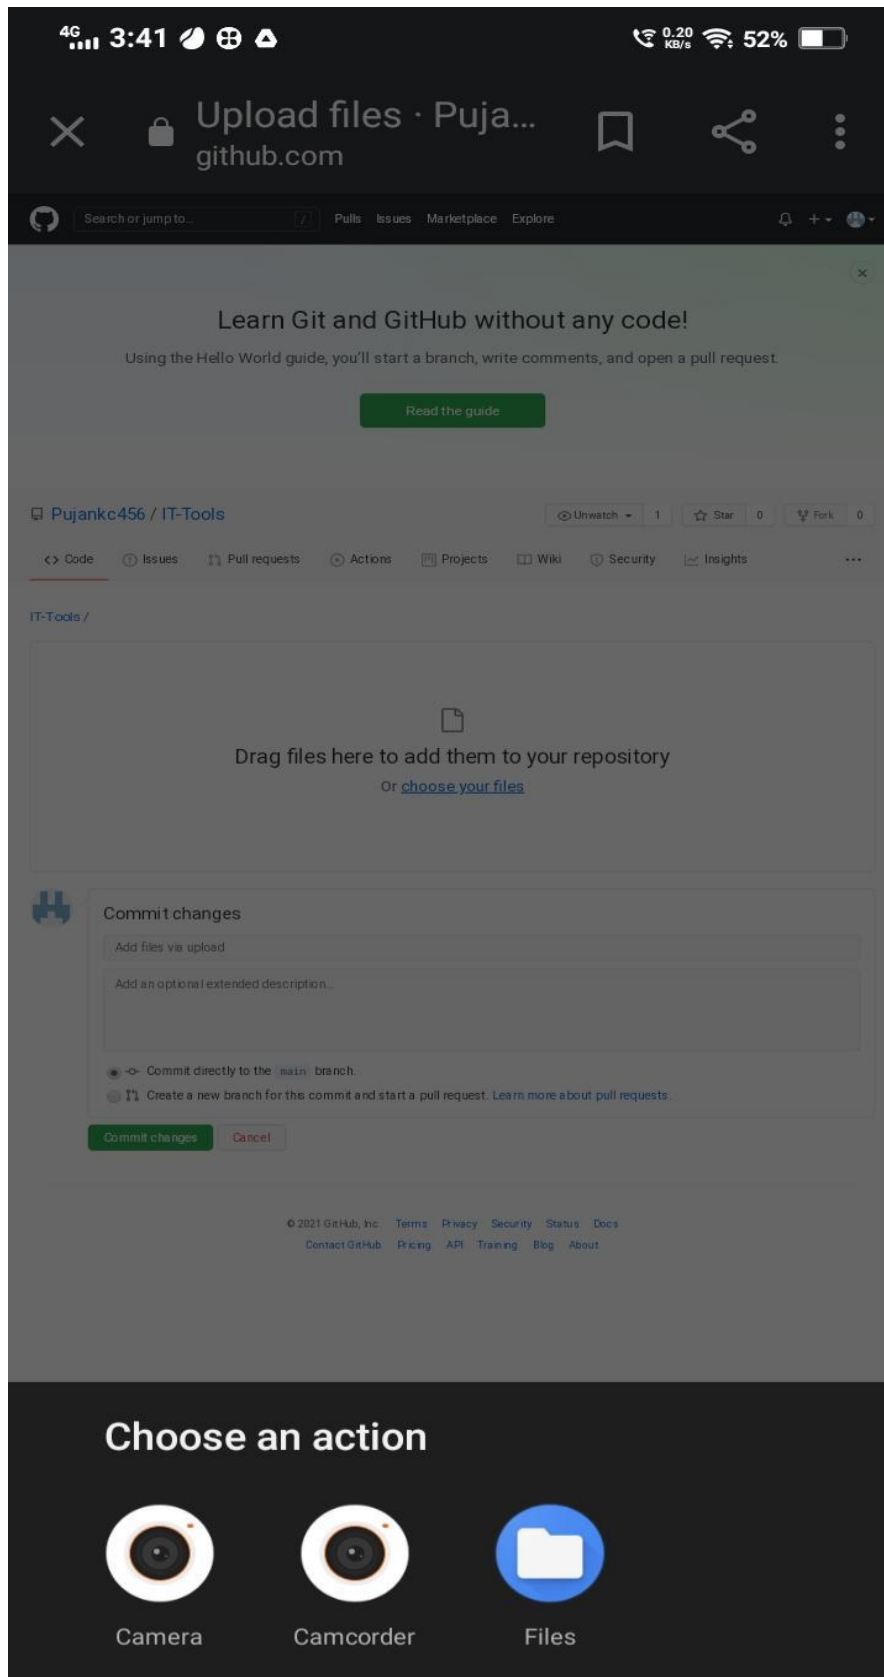 4G 3:41 0.20 KB/s 52%
Upload files · Puja...
github.com
Search or jump to... / Pulls Issues Marketplace Explore
Learn Git and GitHub without any code!
Using the Hello World guide, you'll start a branch, write comments, and open a pull request.
Read the guide
Pujankc456 / IT-Tools Unwatch 1 Star 0 Fork 0
Code Issues Pull requests Actions Projects Wiki Security Insights
IT-Tools /
Drag files here to add them to your repository
Or choose your files
Commit changes
Add files via upload
Add an optional extended description...
Commit directly to the main branch.
Create a new branch for this commit and start a pull request. Learn more about pull requests.
Commit changes Cancel
© 2021 GitHub, Inc. Terms Privacy Security Status Docs
Contact GitHub Pricing API Training Blog About
Choose an action
Camera Camcorder Files